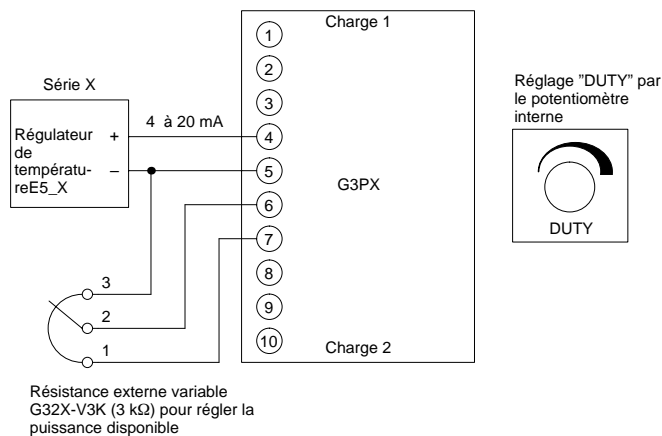 Charge 1
1
2
3
4
5
6
7
8
9
10
G3PX
Charge 2
Série X
Régulateur
de
températu-
reE5_X
+
–
4 à 20 mA
3
2
1
Résistance externe variable
G32X-V3K (3 kΩ) pour régler la
puissance disponible
Réglage "DUTY" par
le potentiomètre
interne
DUTY